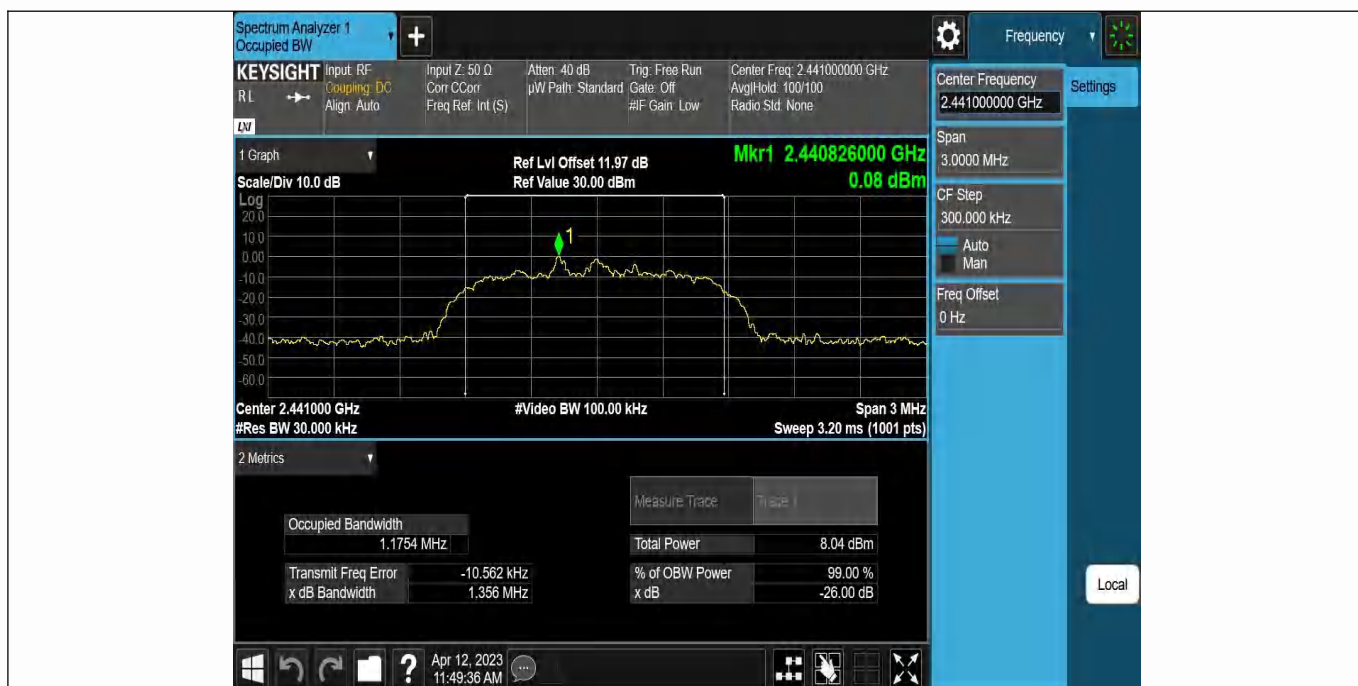 Spectrum Analyzer 1
Occupied BW
+
Frequency
KEYSIGHT
R L
LXI
Input: RF
Coupling: DC
Align: Auto
Input Z: 50 Ω
Corr CCorr
Freq Ref: Int (S)
Atten: 40 dB
µW Path: Standard
Trig: Free Run
Gate: Off
#IF Gain: Low
Center Freq: 2.441000000 GHz
Avg|Hold: 100/100
Radio Std: None
Center Frequency
2.441000000 GHz
Settings
Span
3.0000 MHz
CF Step
300.000 kHz
Auto
Man
Freq Offset
0 Hz
Local
1 Graph
Scale/Div 10.0 dB
Ref Lvl Offset 11.97 dB
Ref Value 30.00 dBm
Mkr1 2.440826000 GHz
0.08 dBm
Log
20.0
10.0
0.00
-10.0
-20.0
-30.0
-40.0
-50.0
-60.0
1
Center 2.441000 GHz
#Res BW 30.000 kHz
#Video BW 100.00 kHz
Span 3 MHz
Sweep 3.20 ms (1001 pts)
2 Metrics
Measure Trace Trace 1
Occupied Bandwidth
1.1754 MHz
Total Power 8.04 dBm
Transmit Freq Error -10.562 kHz
% of OBW Power 99.00 %
x dB Bandwidth 1.356 MHz
x dB -26.00 dB
?
Apr 12, 2023
11:49:36 AM